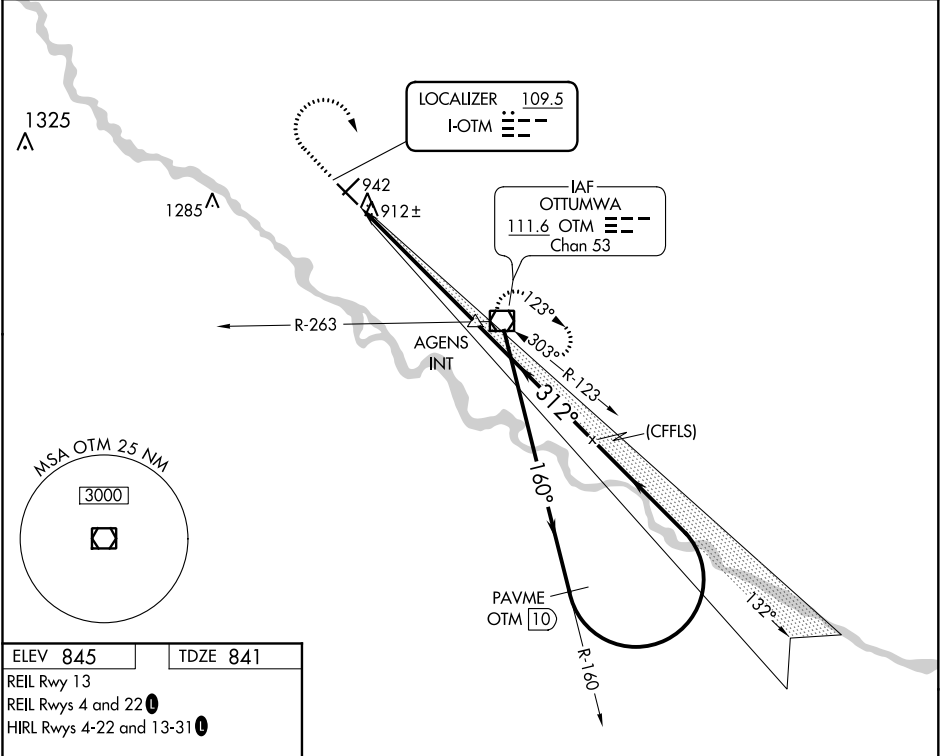 1325
1285
942
912±
LOCALIZER 109.5
I-OTM
IAF
OTTUMWA
111.6 OTM
Chan 53
123°
R-263
AGENS
INT
303°
R-123
312°
(CFFLS)
160°
PAVME
OTM 10
R-160
132°
MSA OTM 25 NM
3000
ELEV 845
TDZE 841
REIL Rwy 13
REIL Rwys 4 and 22 L
HIRL Rwys 4-22 and 13-31 L